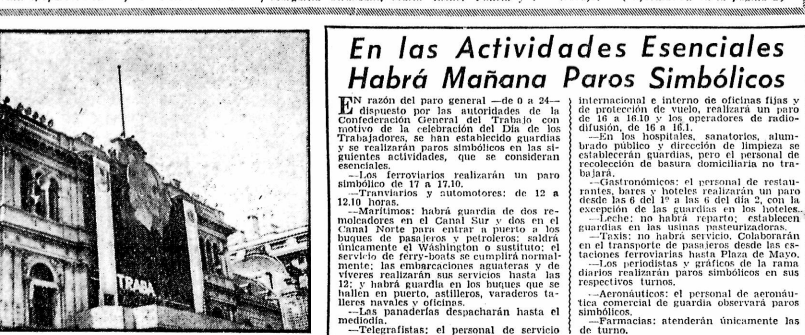 TRABA
En las Actividades Esenciales
Habrá Mañana Paros Simbólicos
EN razón del paro general —de 0 a 24—
dispuesto por las autoridades de la
Confederación General del Trabajo con
motivo de la celebración del Día de los
Trabajadores, se han establecido guardias
y se realizarán paros simbólicos en las si-
guientes actividades, que se consideran
esenciales.
—Los ferroviarios realizarán un paro
simbólico de 17 a 17.10.
—Tranviarios y automotores: de 12 a
12.10 horas.
—Marítimos: habrá guardia de dos re-
molcadores en el Canal Sur y dos en el
Canal Norte para entrar a puerto a los
buques de pasajeros y petroleros; saldrá
únicamente el Wáshington o sustituto; el
servicio de ferry-boats se cumplirá normal-
mente; las embarcaciones aguateras y de
víveres realizarán sus servicios hasta las
12; y habrá guardia en los buques que se
hallen en puerto, astilleros, varaderos ta-
lleres navales y oficinas.
—Las panaderías despacharán hasta el
mediodía.
—Telegrafistas: el personal de servicio
internacional e interno de oficinas fijas y
de protección de vuelo, realizará un paro
de 16 a 16.10 y los operadores de radio-
difusión, de 16 a 16.1.
—En los hospitales, sanatorios, alum-
brado público y dirección de limpieza se
establecerán guardias, pero el personal de
recolección de basura domiciliaria no tra-
bajará.
—Gastronómicos: el personal de restau-
rantes, bares y hoteles realizarán un paro
desde las 6 del 1º a las 6 del día 2, con la
excepción de las guardias en los hoteles.
—Leche: no habrá reparto; establecen
guardias en las usinas pasteurizadoras.
—Taxis: no habrá servicio. Colaborarán
en el transporte de pasajeros desde las es-
taciones ferroviarias hasta Plaza de Mayo.
—Los periodistas y gráficos de la rama
diarios realizarán paros simbólicos en sus
respectivos turnos.
—Aeronáuticos: el personal de aeronáu-
tica comercial de guardia observará paros
simbólicos.
—Farmacias: atenderán únicamente las
de turno.